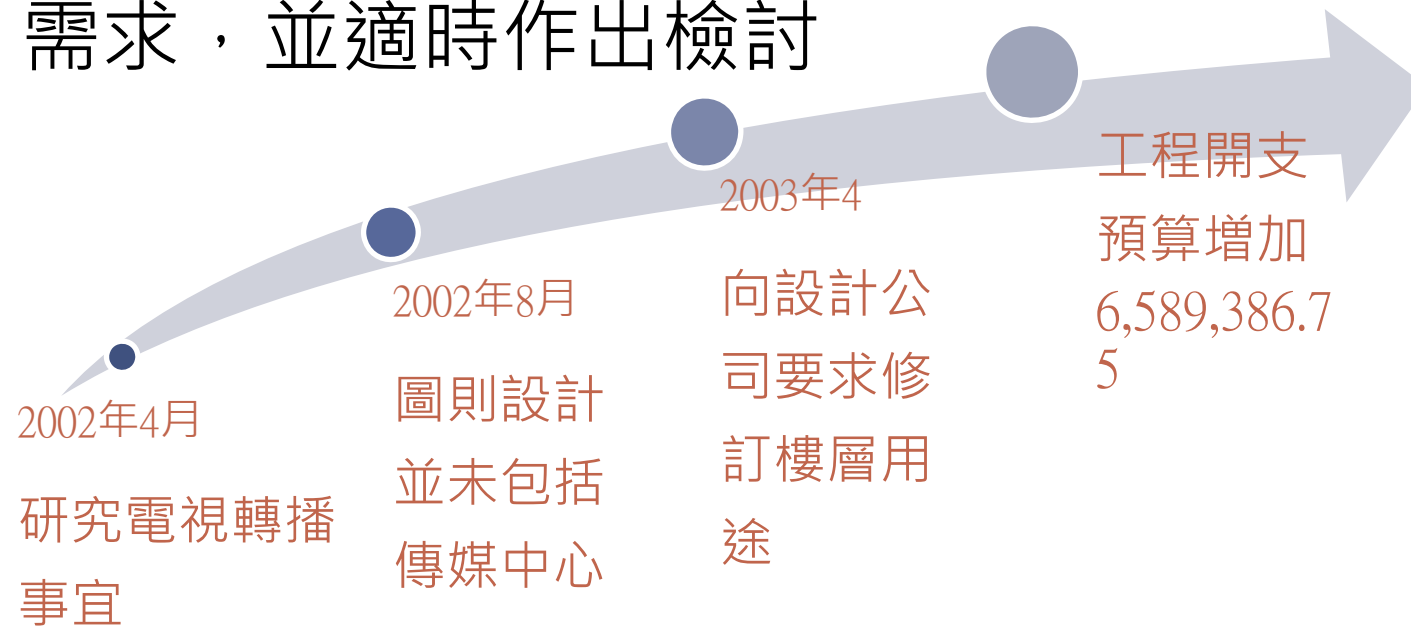 需求，並適時作出檢討
2002年4月
研究電視轉播
事宜
2002年8月
圖則設計
並未包括
傳媒中心
2003年4
向設計公
司要求修
訂樓層用
途
工程開支
預算增加
6,589,386.7
5